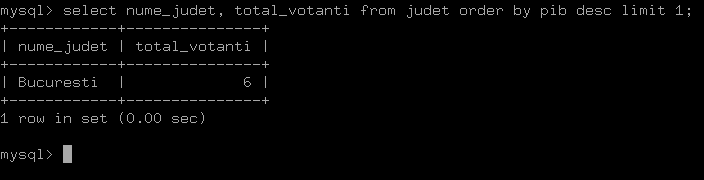 mysql> select nume_judet, total_votanti from judet order by pib desc limit 1;
+------------+---------------+
| nume_judet | total_votanti |
+------------+---------------+
| Bucuresti  |             6 |
+------------+---------------+
1 row in set (0.00 sec)
mysql>